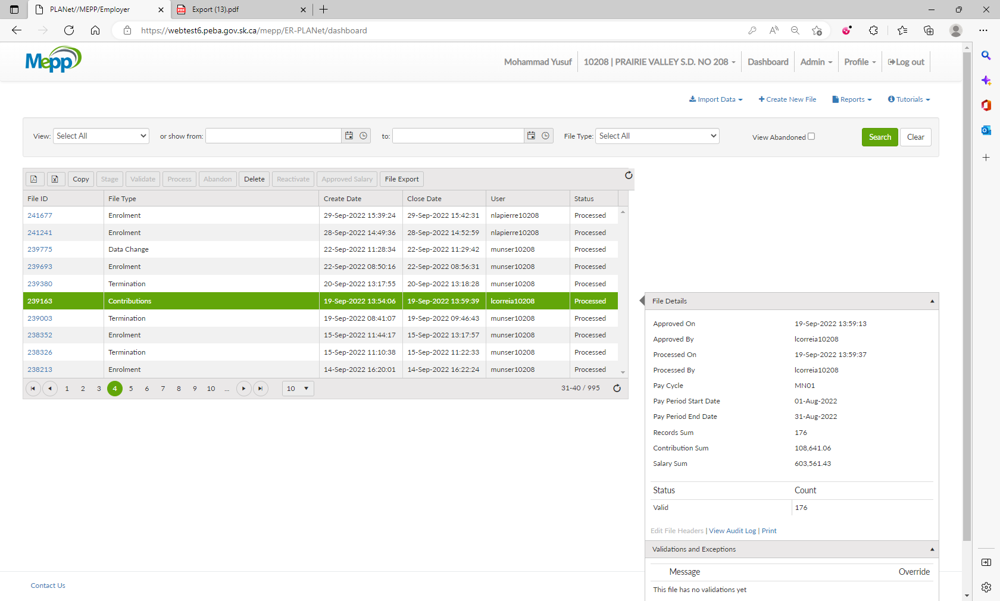 PLANet//MEPP/Employer
Export (13).pdf
https://webtest6.peba.gov.sk.ca/mepp/ER-PLANet/dashboard
Mepp
Mohammad Yusuf
10208 | PRAIRIE VALLEY S.D. NO 208
Dashboard
Admin
Profile
Log out
Import Data
Create New File
Reports
Tutorials
View: Select All or show from: to: File Type: Select All View Abandoned Search Clear
Copy Stage Validate Process Abandon Delete Reactivate Approved Salary File Export
File ID File Type Create Date Close Date User Status
241677 Enrolment 29-Sep-2022 15:39:24 29-Sep-2022 15:42:31 nlapierre10208 Processed
241241 Enrolment 28-Sep-2022 14:49:36 28-Sep-2022 14:52:59 nlapierre10208 Processed
239775 Data Change 22-Sep-2022 11:28:34 22-Sep-2022 11:29:42 munser10208 Processed
239693 Enrolment 22-Sep-2022 08:50:16 22-Sep-2022 08:56:31 munser10208 Processed
239380 Termination 20-Sep-2022 13:17:55 20-Sep-2022 13:18:28 munser10208 Processed
239163 Contributions 19-Sep-2022 13:54:06 19-Sep-2022 13:59:39 lcorreia10208 Processed
239003 Termination 19-Sep-2022 08:41:07 19-Sep-2022 09:46:43 munser10208 Processed
238352 Enrolment 15-Sep-2022 11:44:17 15-Sep-2022 13:17:57 munser10208 Processed
238326 Termination 15-Sep-2022 11:10:38 15-Sep-2022 11:22:33 munser10208 Processed
238213 Enrolment 14-Sep-2022 16:20:01 14-Sep-2022 16:22:24 munser10208 Processed
1 2 3 4 5 6 7 8 9 10 ... 10 31-40 / 995
File Details
Approved On 19-Sep-2022 13:59:13
Approved By lcorreia10208
Processed On 19-Sep-2022 13:59:37
Processed By lcorreia10208
Pay Cycle MN01
Pay Period Start Date 01-Aug-2022
Pay Period End Date 31-Aug-2022
Records Sum 176
Contribution Sum 108,641.06
Salary Sum 603,561.43
Status Count
Valid 176
Edit File Headers | View Audit Log | Print
Validations and Exceptions
Message Override
This file has no validations yet
Contact Us